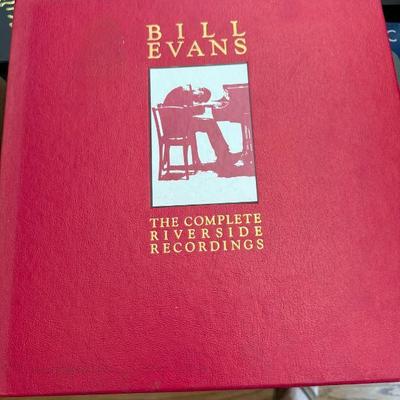 BILL
EVANS
THE COMPLETE
RIVERSIDE
RECORDINGS